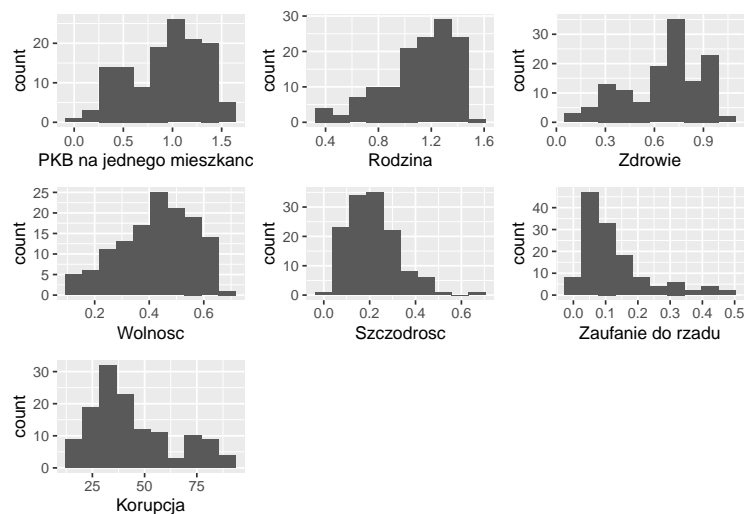 count
20
10
0
0.0 0.5 1.0 1.5
PKB na jednego mieszkanc
count
30
20
10
0
0.4 0.8 1.2 1.6
Rodzina
count
30
20
10
0
0.0 0.3 0.6 0.9
Zdrowie
count
25
20
15
10
5
0
0.2 0.4 0.6
Wolnosc
count
30
20
10
0
0.0 0.2 0.4 0.6
Szczodrosc
count
40
30
20
10
0
0.0 0.1 0.2 0.3 0.4 0.5
Zaufanie do rzadu
count
30
20
10
0
25 50 75
Korupcja